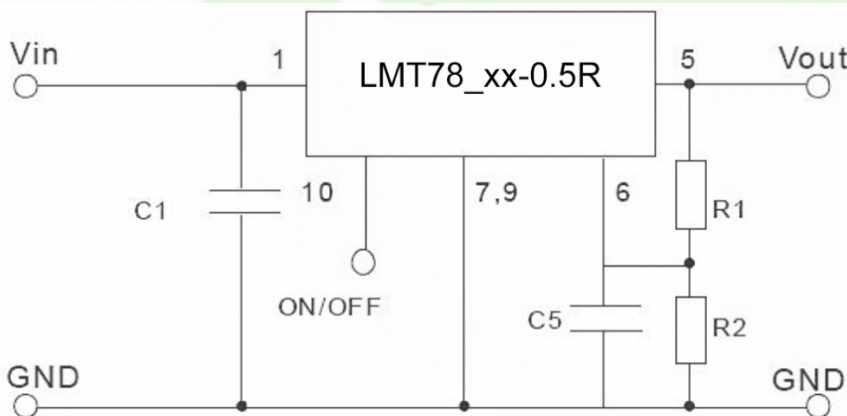 Vin
1
LMT78_xx-0.5R
5
Vout
C1
10
7,9
6
R1
ON/OFF
C5
R2
GND
GND